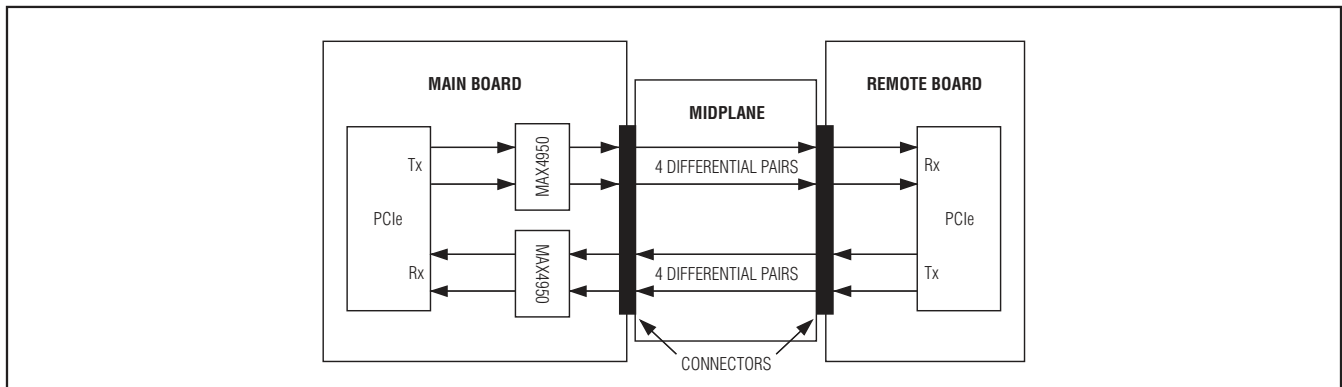 MAIN BOARD
MIDPLANE
REMOTE BOARD
Tx
MAX4950
4 DIFFERENTIAL PAIRS
Rx
PCIe
PCIe
Rx
MAX4950
4 DIFFERENTIAL PAIRS
Tx
CONNECTORS